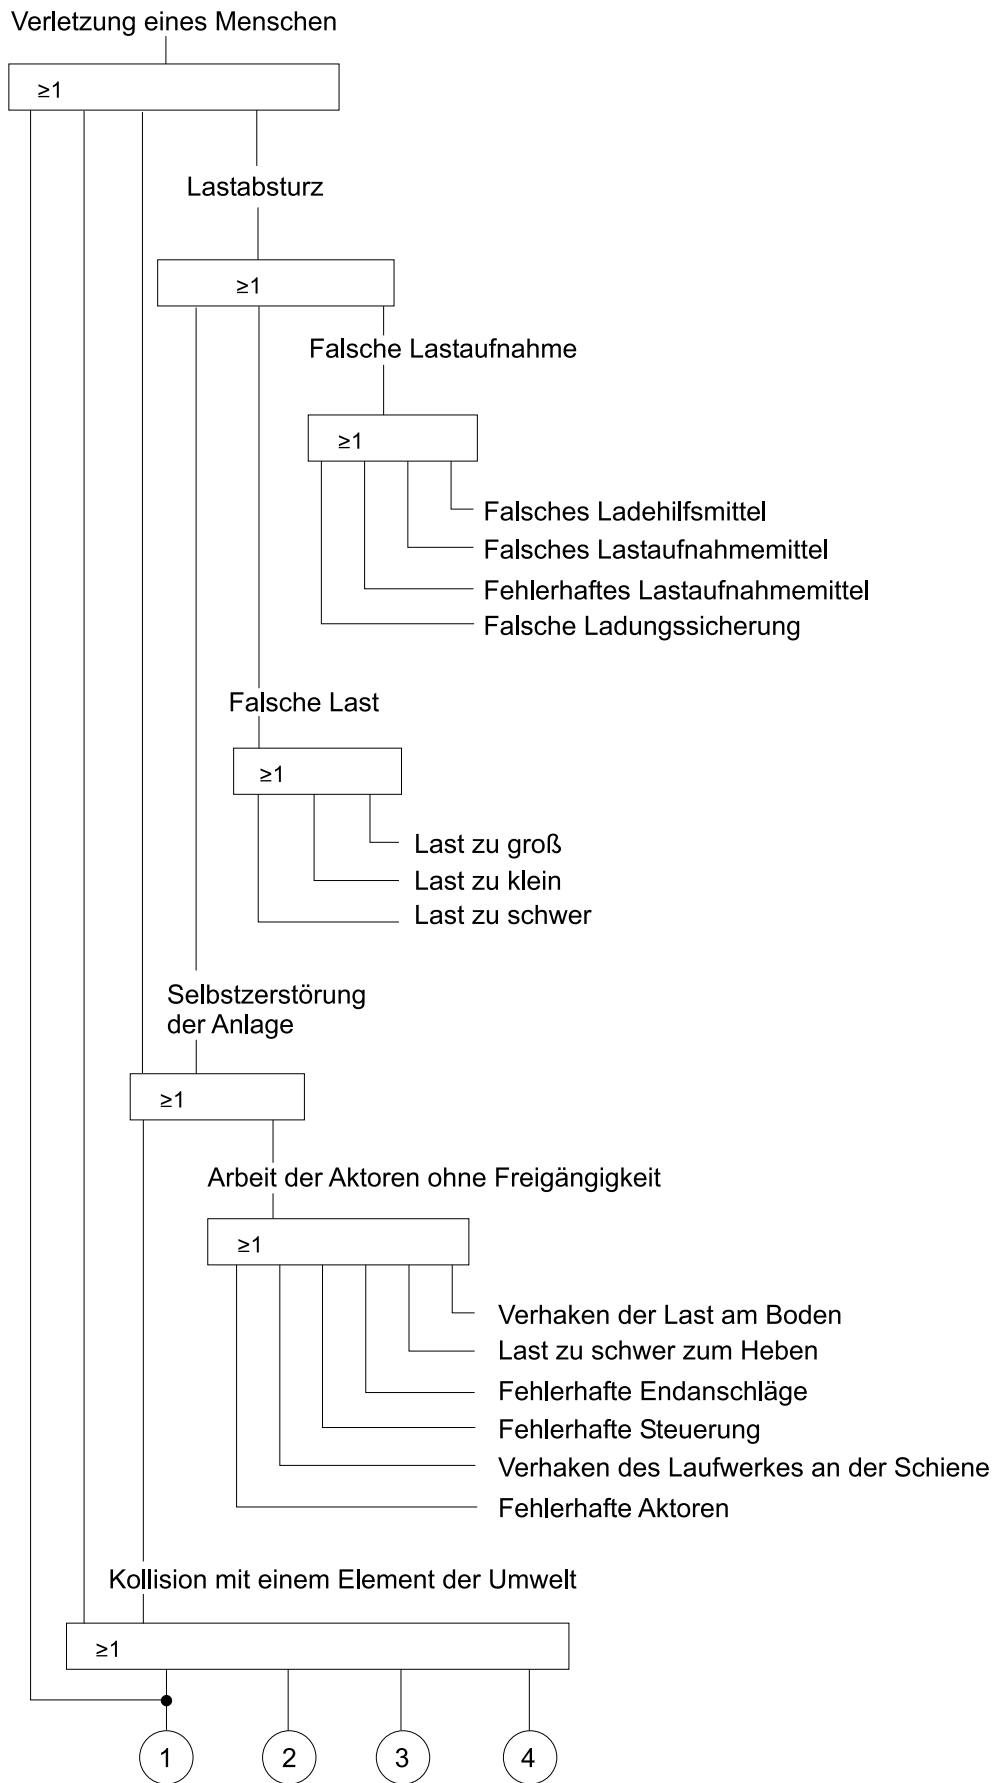 Verletzung eines Menschen
≥1
Lastabsturz
≥1
Falsche Lastaufnahme
≥1
Falsches Ladehilfsmittel
Falsches Lastaufnahmemittel
Fehlerhaftes Lastaufnahmemittel
Falsche Ladungssicherung
Falsche Last
≥1
Last zu groß
Last zu klein
Last zu schwer
Selbstzerstörung
der Anlage
≥1
Arbeit der Aktoren ohne Freigängigkeit
≥1
Verhaken der Last am Boden
Last zu schwer zum Heben
Fehlerhafte Endanschläge
Fehlerhafte Steuerung
Verhaken des Laufwerkes an der Schiene
Fehlerhafte Aktoren
Kollision mit einem Element der Umwelt
≥1
1 2 3 4